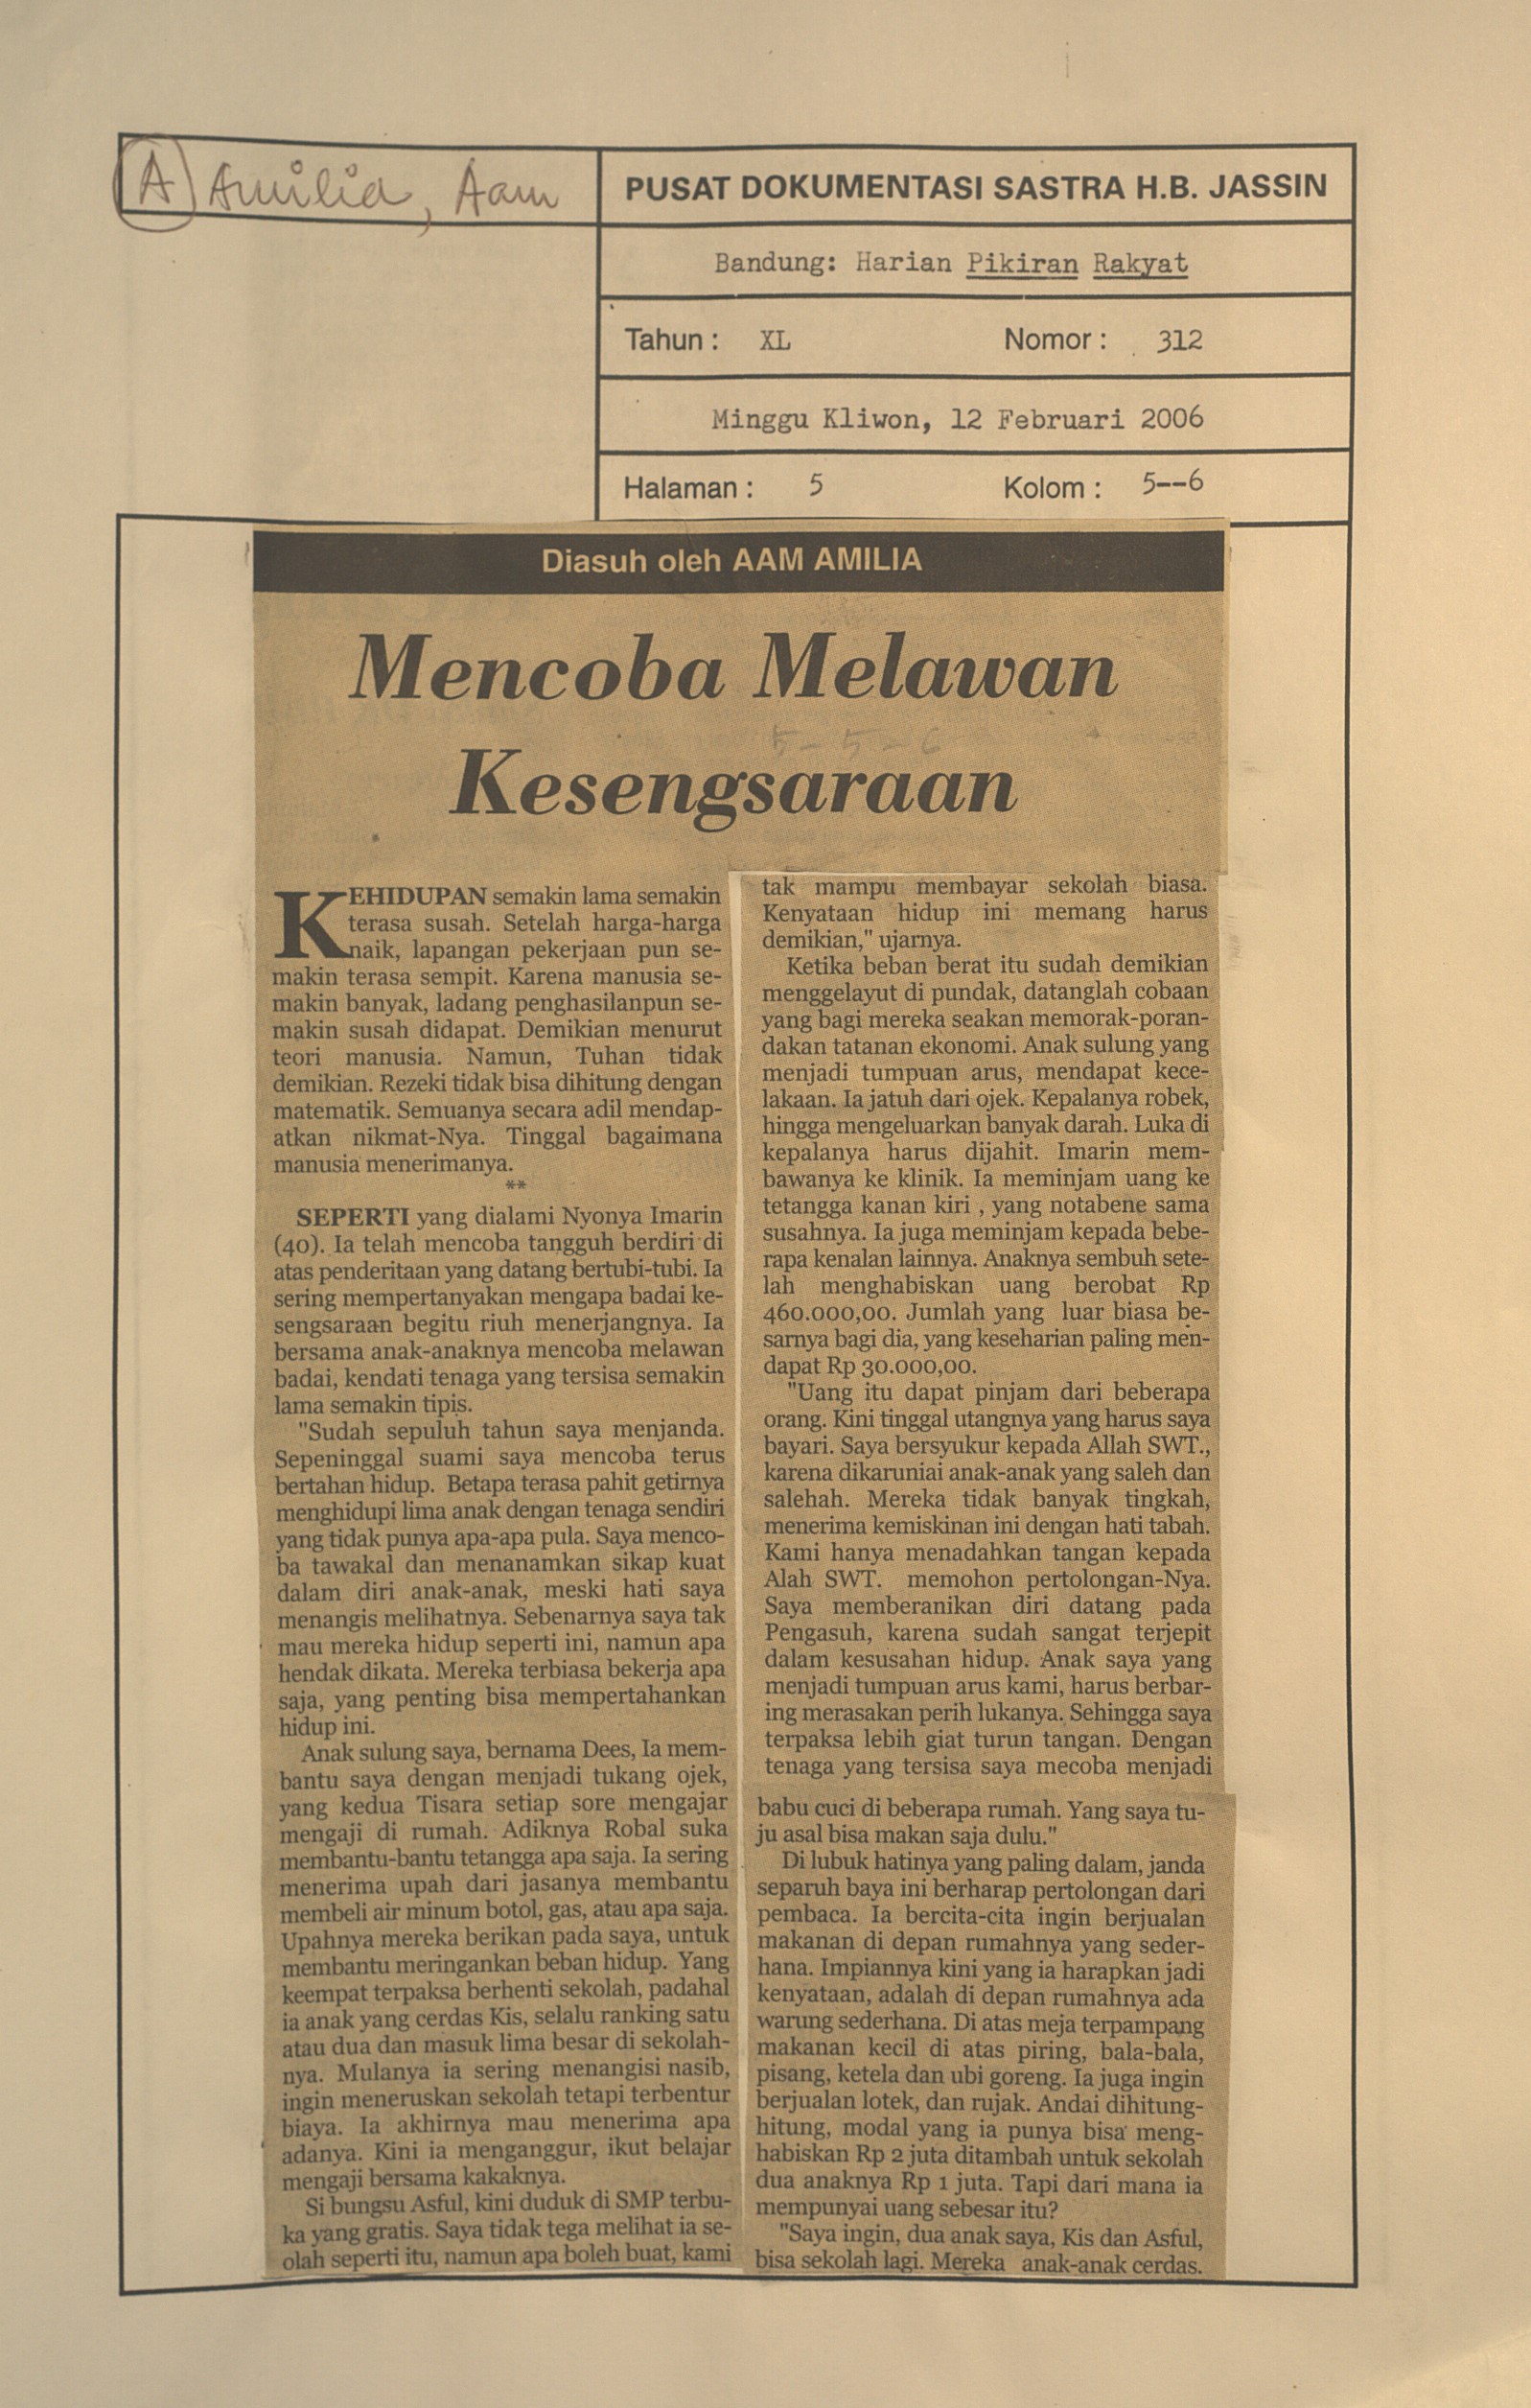 A Amilia, Aam
PUSAT DOKUMENTASI SASTRA H.B. JASSIN
Bandung: Harian Pikiran Rakyat
Tahun : XL Nomor : 312
Minggu Kliwon, 12 Februari 2006
Halaman : 5 Kolom : 5--6
Diasuh oleh AAM AMILIA
Mencoba Melawan
Kesengsaraan
5 - 5 - 6
KEHIDUPAN semakin lama semakin
terasa susah. Setelah harga-harga
naik, lapangan pekerjaan pun se-
makin terasa sempit. Karena manusia se-
makin banyak, ladang penghasilanpun se-
makin susah didapat. Demikian menurut
teori manusia. Namun, Tuhan tidak
demikian. Rezeki tidak bisa dihitung dengan
matematik. Semuanya secara adil mendap-
atkan nikmat-Nya. Tinggal bagaimana
manusia menerimanya.
**
SEPERTI yang dialami Nyonya Imarin
(40). Ia telah mencoba tangguh berdiri di
atas penderitaan yang datang bertubi-tubi. Ia
sering mempertanyakan mengapa badai ke-
sengsaraan begitu riuh menerjangnya. Ia
bersama anak-anaknya mencoba melawan
badai, kendati tenaga yang tersisa semakin
lama semakin tipis.
"Sudah sepuluh tahun saya menjanda.
Sepeninggal suami saya mencoba terus
bertahan hidup. Betapa terasa pahit getirnya
menghidupi lima anak dengan tenaga sendiri
yang tidak punya apa-apa pula. Saya menco-
ba tawakal dan menanamkan sikap kuat
dalam diri anak-anak, meski hati saya
menangis melihatnya. Sebenarnya saya tak
mau mereka hidup seperti ini, namun apa
hendak dikata. Mereka terbiasa bekerja apa
saja, yang penting bisa mempertahankan
hidup ini.
Anak sulung saya, bernama Dees, Ia mem-
bantu saya dengan menjadi tukang ojek,
yang kedua Tisara setiap sore mengajar
mengaji di rumah. Adiknya Robal suka
membantu-bantu tetangga apa saja. Ia sering
menerima upah dari jasanya membantu
membeli air minum botol, gas, atau apa saja.
Upahnya mereka berikan pada saya, untuk
membantu meringankan beban hidup. Yang
keempat terpaksa berhenti sekolah, padahal
ia anak yang cerdas Kis, selalu ranking satu
atau dua dan masuk lima besar di sekolah-
nya. Mulanya ia sering menangisi nasib,
ingin meneruskan sekolah tetapi terbentur
biaya. Ia akhirnya mau menerima apa
adanya. Kini ia menganggur, ikut belajar
mengaji bersama kakaknya.
Si bungsu Asful, kini duduk di SMP terbu-
ka yang gratis. Saya tidak tega melihat ia se-
olah seperti itu, namun apa boleh buat, kami
tak mampu membayar sekolah biasa.
Kenyataan hidup ini memang harus
demikian," ujarnya.
Ketika beban berat itu sudah demikian
menggelayut di pundak, datanglah cobaan
yang bagi mereka seakan memorak-poran-
dakan tatanan ekonomi. Anak sulung yang
menjadi tumpuan arus, mendapat kece-
lakaan. Ia jatuh dari ojek. Kepalanya robek,
hingga mengeluarkan banyak darah. Luka di
kepalanya harus dijahit. Imarin mem-
bawanya ke klinik. Ia meminjam uang ke
tetangga kanan kiri , yang notabene sama
susahnya. Ia juga meminjam kepada bebe-
rapa kenalan lainnya. Anaknya sembuh sete-
lah menghabiskan uang berobat Rp
460.000,00. Jumlah yang luar biasa be-
sarnya bagi dia, yang keseharian paling men-
dapat Rp 30.000,00.
"Uang itu dapat pinjam dari beberapa
orang. Kini tinggal utangnya yang harus saya
bayari. Saya bersyukur kepada Allah SWT.,
karena dikaruniai anak-anak yang saleh dan
salehah. Mereka tidak banyak tingkah,
menerima kemiskinan ini dengan hati tabah.
Kami hanya menadahkan tangan kepada
Alah SWT. memohon pertolongan-Nya.
Saya memberanikan diri datang pada
Pengasuh, karena sudah sangat terjepit
dalam kesusahan hidup. Anak saya yang
menjadi tumpuan arus kami, harus berbar-
ing merasakan perih lukanya. Sehingga saya
terpaksa lebih giat turun tangan. Dengan
tenaga yang tersisa saya mecoba menjadi
babu cuci di beberapa rumah. Yang saya tu-
ju asal bisa makan saja dulu."
Di lubuk hatinya yang paling dalam, janda
separuh baya ini berharap pertolongan dari
pembaca. Ia bercita-cita ingin berjualan
makanan di depan rumahnya yang seder-
hana. Impiannya kini yang ia harapkan jadi
kenyataan, adalah di depan rumahnya ada
warung sederhana. Di atas meja terpampang
makanan kecil di atas piring, bala-bala,
pisang, ketela dan ubi goreng. Ia juga ingin
berjualan lotek, dan rujak. Andai dihitung-
hitung, modal yang ia punya bisa meng-
habiskan Rp 2 juta ditambah untuk sekolah
dua anaknya Rp 1 juta. Tapi dari mana ia
mempunyai uang sebesar itu?
"Saya ingin, dua anak saya, Kis dan Asful,
bisa sekolah lagi. Mereka anak-anak cerdas.